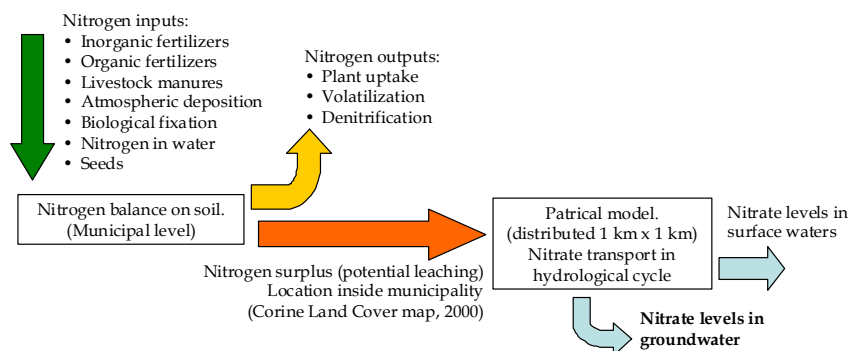 Nitrogen inputs:
• Inorganic fertilizers
• Organic fertilizers
• Livestock manures
• Atmospheric deposition
• Biological fixation
• Nitrogen in water
• Seeds
Nitrogen outputs:
• Plant uptake
• Volatilization
• Denitrification
Nitrogen balance on soil.
(Municipal level)
Nitrogen surplus (potential leaching)
Location inside municipality
(Corine Land Cover map, 2000)
Patrical model.
(distributed 1 km x 1 km)
Nitrate transport in
hydrological cycle
Nitrate levels in
surface waters
Nitrate levels in
groundwater